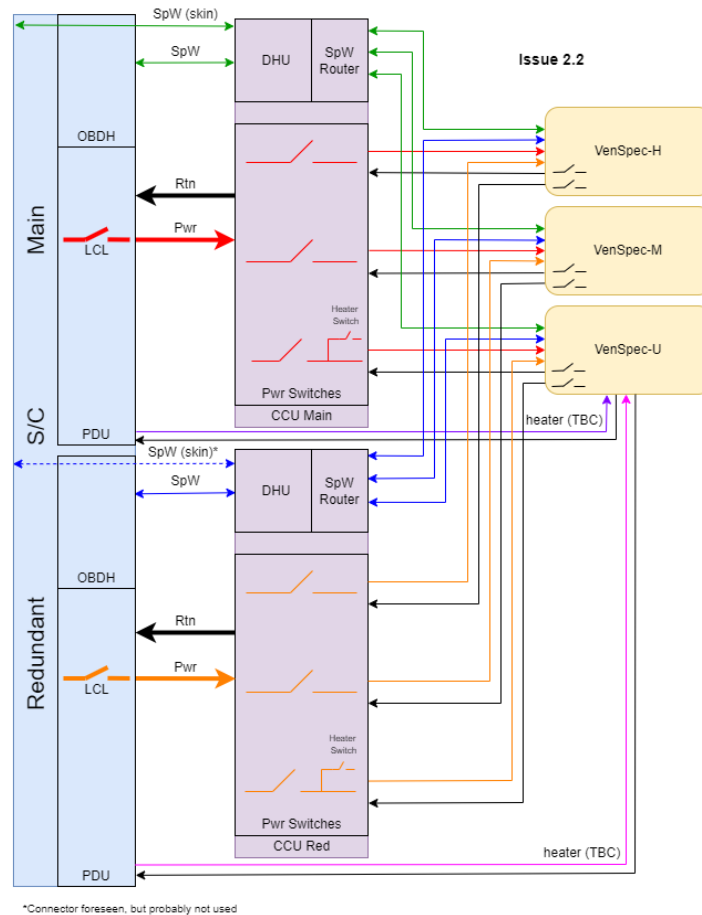 SpW (skin)
SpW
DHU
SpW
Router
Issue 2.2
OBDH
VenSpec-H
Rtn
Main
Pwr
LCL
VenSpec-M
Heater
Switch
VenSpec-U
Pwr Switches
CCU Main
S/C
PDU
heater (TBC)
SpW (skin)*
SpW
DHU
SpW
Router
OBDH
Rtn
Redundant
Pwr
LCL
Heater
Switch
Pwr Switches
CCU Red
heater (TBC)
PDU
*Connector foreseen, but probably not used